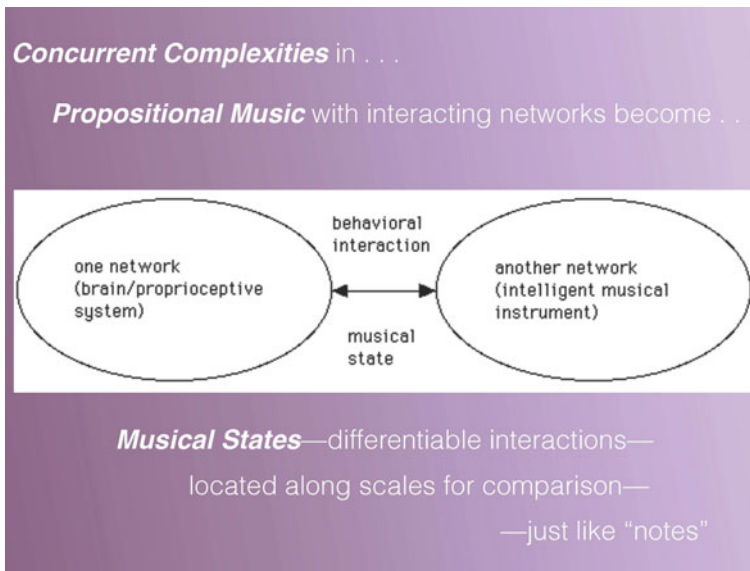 Concurrent Complexities in . . .
Propositional Music with interacting networks become . .
behavioral
interaction
one network
(brain/proprioceptive
system)
another network
(intelligent musical
instrument)
musical
state
Musical States—differentiable interactions—
located along scales for comparison—
—just like “notes”